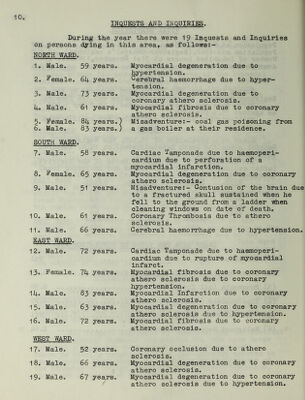 10.
INQUESTS AND INQUIRIES.
During the year there were 19 Inquests and Inquiries
on persons dying in this area, as follows:-
NORTH WARD.
1. Male. 59 years. Myocardial degeneration due to
hypertension.
2. Female. 64 years. Cerebral haemorrhage due to hyper-
tension.
3. Male. 73 years. Myocardial degeneration due to
coronary athero sclerosis.
4. Male. 61 years. Myocardial fibrosis due to coronary
athero sclerosis.
5. Female. 84 years.) Misadventure:- coal gas poisoning from
6. Male. 83 years.) a gas boiler at their residence.
SOUTH WARD.
7. Male. 58 years. Cardiac Tamponade due to haemoperi-
cardium due to perforation of a
myocardial infarction.
8. Female. 65 years. Myocardial degeneration due to coronary
athero sclerosis.
9. Male. 51 years. Misadventure:- Contusion of the brain due
to a fractured skull sustained when he
fell to the ground from a ladder when
cleaning windows on date of death.
10. Male. 61 years. Coronary Thrombosis due to athero
sclerosis.
11. Male. 66 years. Cerebral haemorrhage due to hypertension.
EAST WARD.
12. Male. 72 years. Cardiac Tamponade due to haemoperi-
cardium due to rupture of myocardial
infarct.
13. Female. 74 years. Myocardial fibrosis due to coronary
athero sclerosis due to coronary
hypertension.
14. Male. 83 years. Myocardial Infarction due to coronary
athero sclerosis.
15. Male. 63 years. Myocardial degeneration due to coronary
athero sclerosis due to hypertension.
16. Male. 72 years. Myocardial fibrosis due to coronary
athero sclerosis.
WEST WARD.
17. Male. 52 years. Coronary occlusion due to athero
sclerosis.
18. Male. 66 years. Myocardial degeneration due to coronary
athero sclerosis.
19. Male. 67 years. Myocardial degeneration due to coronary
athero sclerosis due to hypertension.